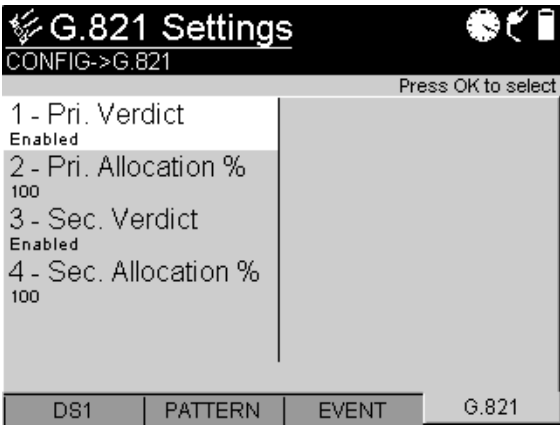 G.821 Settings
CONFIG->G.821
Press OK to select
1 - Pri. Verdict
Enabled
2 - Pri. Allocation %
100
3 - Sec. Verdict
Enabled
4 - Sec. Allocation %
100
DS1
PATTERN
EVENT
G.821